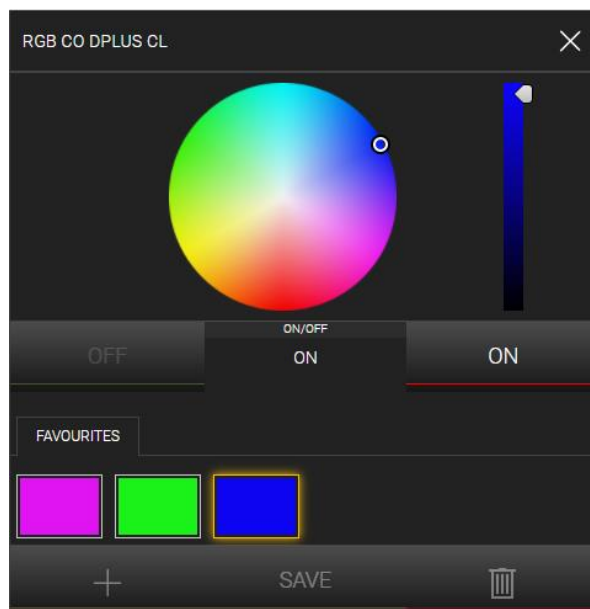 RGB CO DPLUS CL
ON/OFF
OFF
ON
ON
FAVOURITES
SAVE